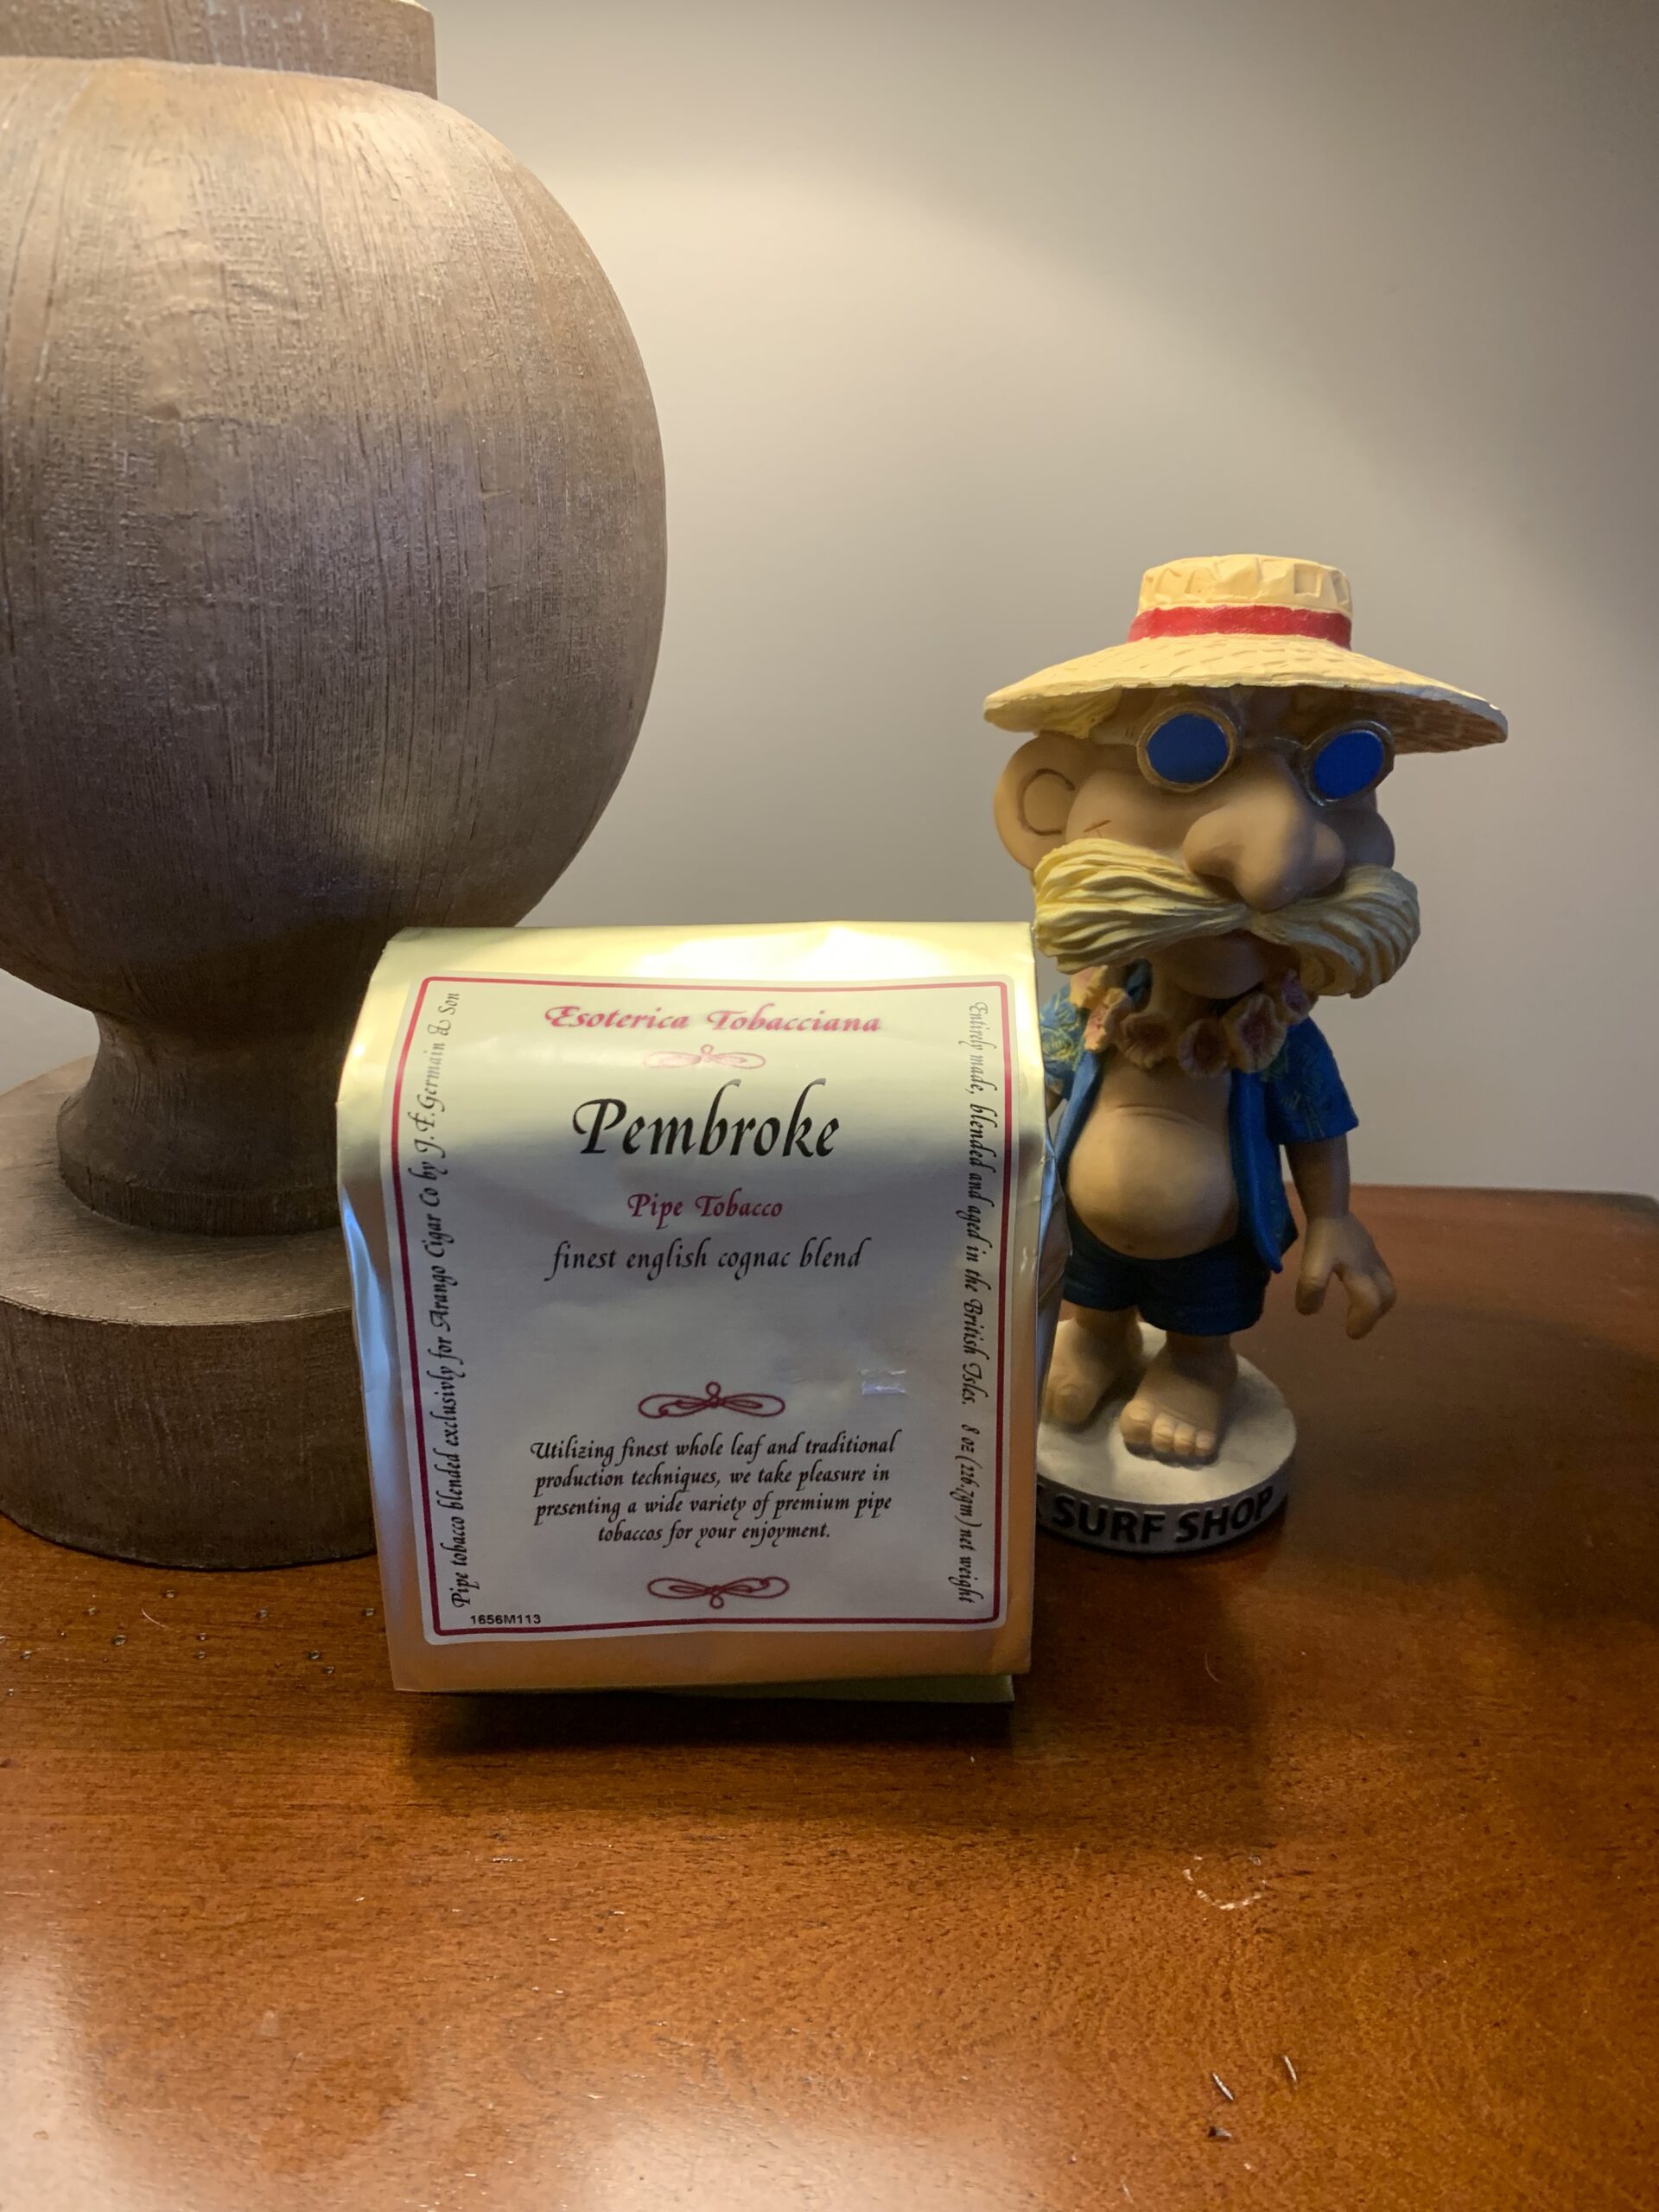 Esoterica Tobacciana
Pembroke
Pipe Tobacco
finest english cognac blend
Utilizing finest whole leaf and traditional
production techniques, we take pleasure in
presenting a wide variety of premium pipe
tobaccos for your enjoyment.
Pipe tobacco blended exclusivly for Arango Cigar Co by J.F.Germain & Son
Entirely made, blended and aged in the British Isles. 8 oz (226.7gm) net weight
1656M113
SURF SHOP